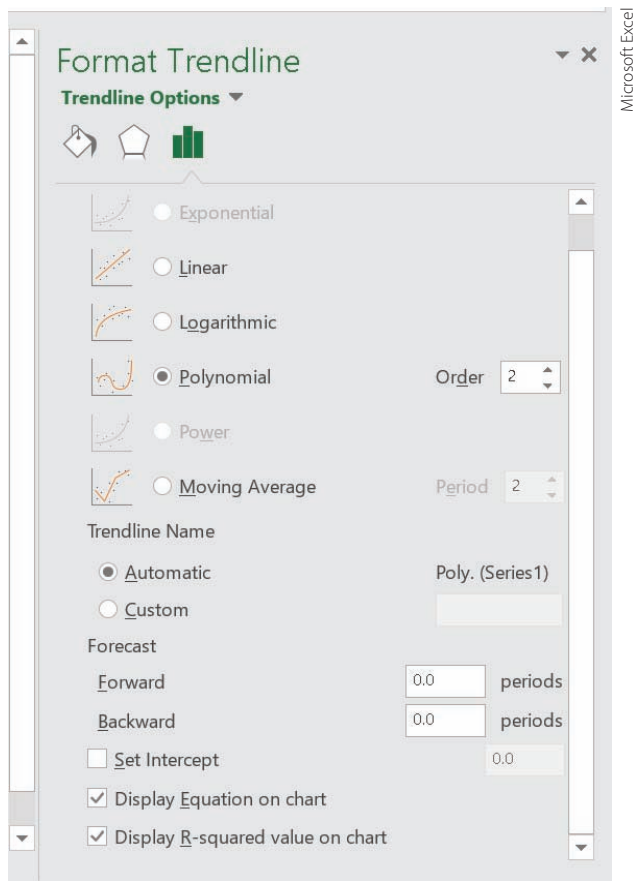 Format Trendline
Trendline Options
Exponential
Linear
Logarithmic
Polynomial Order 2
Power
Moving Average Period 2
Trendline Name
Automatic Poly. (Series1)
Custom
Forecast
Forward 0.0 periods
Backward 0.0 periods
Set Intercept 0.0
Display Equation on chart
Display R-squared value on chart
Microsoft Excel